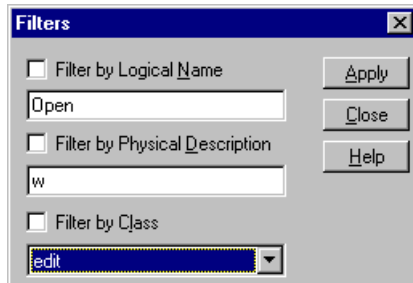 Filters
Filter by Logical Name
Apply
Open
Close
Filter by Physical Description
Help
w
Filter by Class
edit